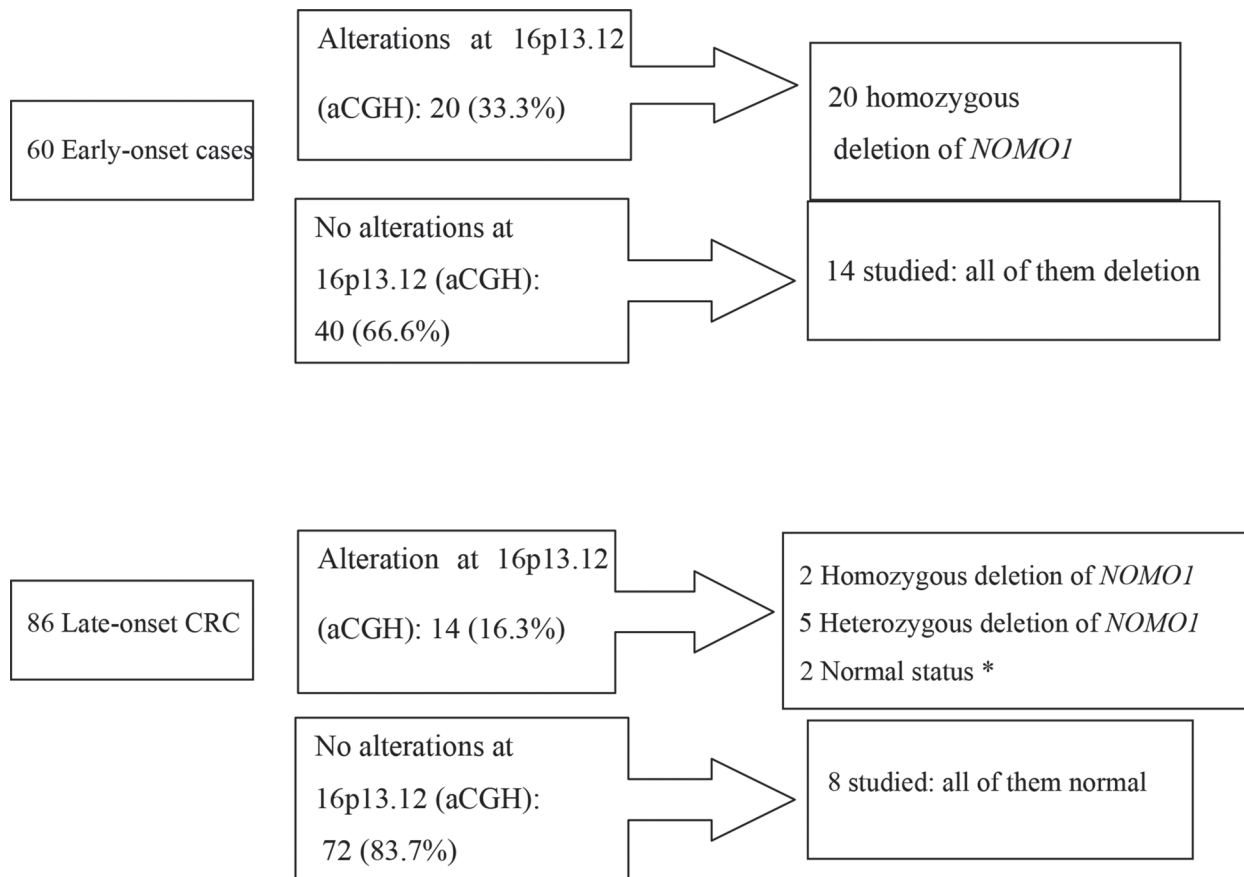 60 Early-onset cases
Alterations at 16p13.12
(aCGH): 20 (33.3%)
20 homozygous
deletion of NOMO1
No alterations at
16p13.12 (aCGH):
40 (66.6%)
14 studied: all of them deletion
86 Late-onset CRC
Alteration at 16p13.12
(aCGH): 14 (16.3%)
2 Homozygous deletion of NOMO1
5 Heterozygous deletion of NOMO1
2 Normal status *
No alterations at
16p13.12 (aCGH):
72 (83.7%)
8 studied: all of them normal